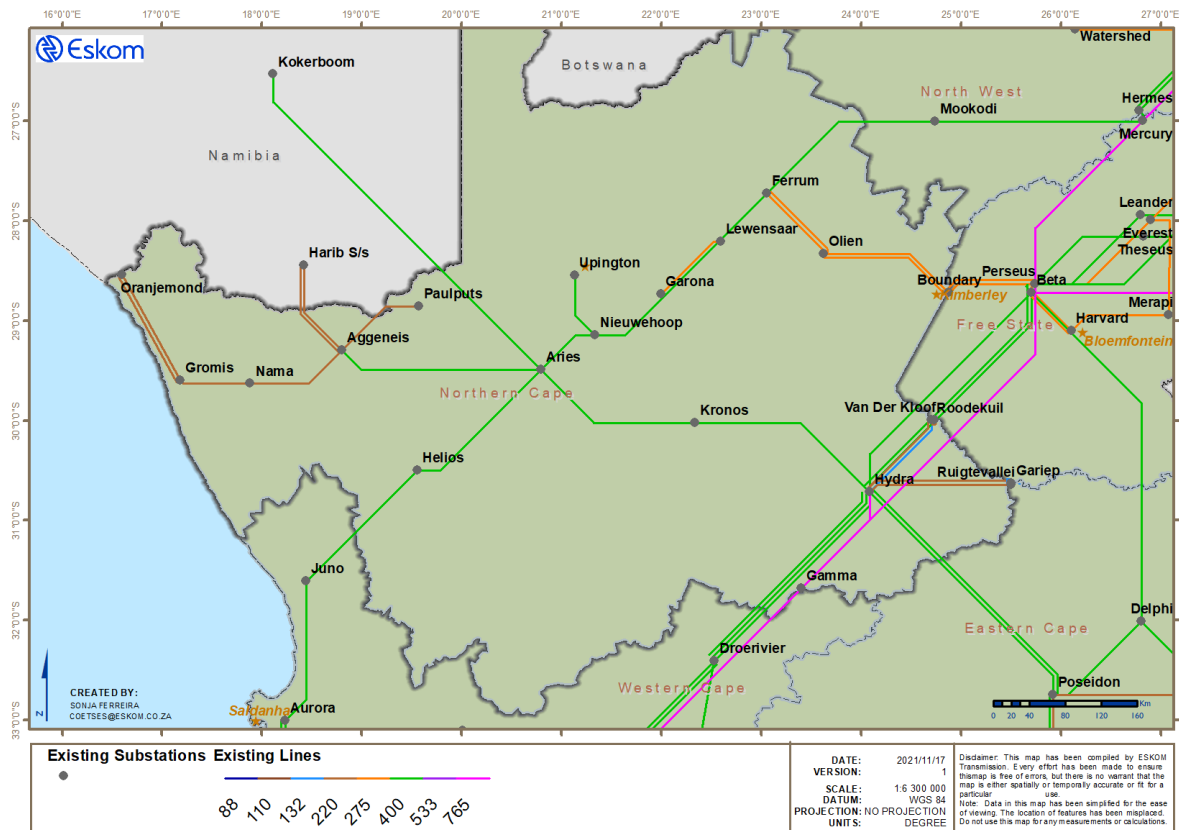 16°0'0"E 17°0'0"E 18°0'0"E 19°0'0"E 20°0'0"E 21°0'0"E 22°0'0"E 23°0'0"E 24°0'0"E 25°0'0"E 26°0'0"E 27°0'0"E
Eskom
Watershed
Kokerboom
Botswana
North West
Hermes
Mookodi
27°0'0"S
Mercury
Namibia
Ferrum
Leander
28°0'0"S
Lewensaar
Everest
Harib S/s
Olien
Theseus
Upington
Perseus
Oranjemond
Garona
Boundary
Beta
Paulputs
Kimberley
Merapi
29°0'0"S
Nieuwehoop
Free State
Harvard
Aggeneis
Bloemfontein
Aries
Gromis
Nama
Northern Cape
Kronos
Van Der Kloof
Roodekuil
30°0'0"S
Helios
Ruigtevallei
Gariep
Hydra
31°0'0"S
Juno
Gamma
Delphi
32°0'0"S
Eastern Cape
Droerivier
Western Cape
Poseidon
N
CREATED BY:
SONJA FERREIRA
COETSES@ESKOM.CO.ZA
Saldanha
Aurora
33°0'0"S
Km
0 20 40 80 120 160
Existing Substations
Existing Lines
88
110
132
220
275
400
533
765
DATE: 2021/11/17
VERSION: 1
SCALE: 1:6 300 000
DATUM: WGS 84
PROJECTION: NO PROJECTION
UNITS: DEGREE
Disclaimer: This map has been compiled by ESKOM
Transmission. Every effort has been made to ensure
thismap is free of errors, but there is no warrant that the
map is either spatially or temporally accurate or fit for a
particular use.
Note: Data in this map has been simplified for the ease
of viewing. The location of features has been misplaced.
Do not use this map for any measurements or calculations.